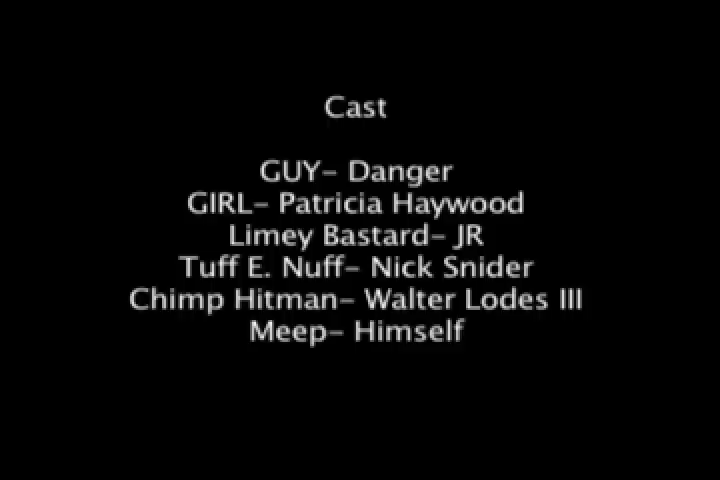 Cast
GUY– Danger
GIRL– Patricia Haywood
Limey Bastard– JR
Tuff E. Nuff– Nick Snider
Chimp Hitman– Walter Lodes III
Meep– Himself